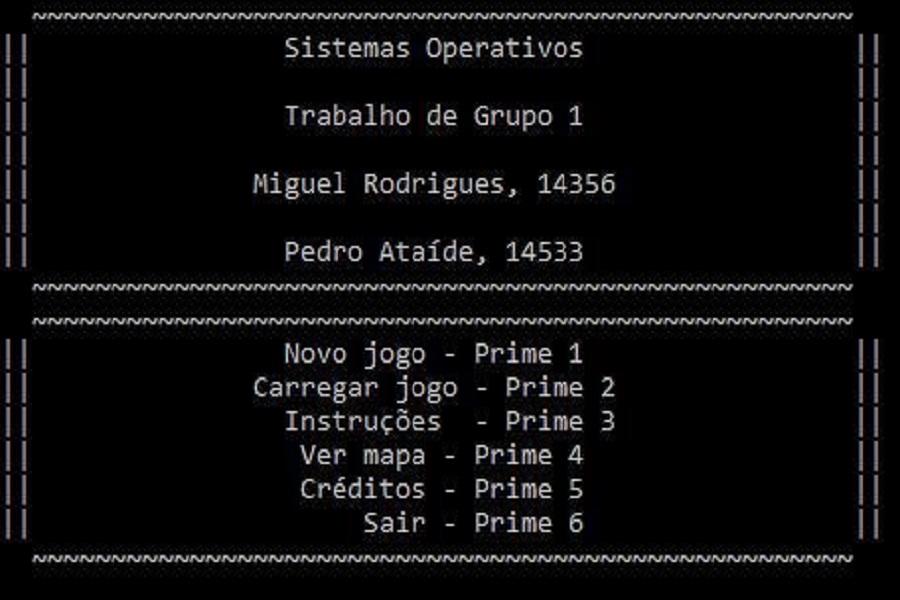 Sistemas Operativos
Trabalho de Grupo 1
Miguel Rodrigues, 14356
Pedro Ataíde, 14533
Novo jogo - Prime 1
Carregar jogo - Prime 2
Instruções - Prime 3
Ver mapa - Prime 4
Créditos - Prime 5
Sair - Prime 6